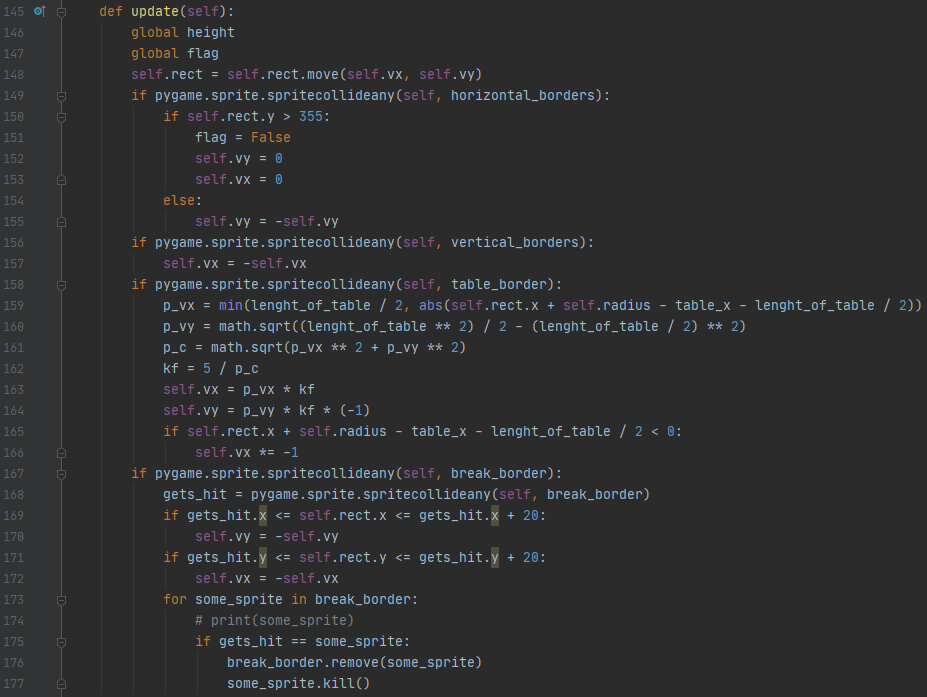 145 def update(self):
146 global height
147 global flag
148 self.rect = self.rect.move(self.vx, self.vy)
149 if pygame.sprite.spritecollideany(self, horizontal_borders):
150 if self.rect.y > 355:
151 flag = False
152 self.vy = 0
153 self.vx = 0
154 else:
155 self.vy = -self.vy
156 if pygame.sprite.spritecollideany(self, vertical_borders):
157 self.vx = -self.vx
158 if pygame.sprite.spritecollideany(self, table_border):
159 p_vx = min(lenght_of_table / 2, abs(self.rect.x + self.radius - table_x - lenght_of_table / 2))
160 p_vy = math.sqrt((lenght_of_table ** 2) / 2 - (lenght_of_table / 2) ** 2)
161 p_c = math.sqrt(p_vx ** 2 + p_vy ** 2)
162 kf = 5 / p_c
163 self.vx = p_vx * kf
164 self.vy = p_vy * kf * (-1)
165 if self.rect.x + self.radius - table_x - lenght_of_table / 2 < 0:
166 self.vx *= -1
167 if pygame.sprite.spritecollideany(self, break_border):
168 gets_hit = pygame.sprite.spritecollideany(self, break_border)
169 if gets_hit.x <= self.rect.x <= gets_hit.x + 20:
170 self.vy = -self.vy
171 if gets_hit.y <= self.rect.y <= gets_hit.y + 20:
172 self.vx = -self.vx
173 for some_sprite in break_border:
174 # print(some_sprite)
175 if gets_hit == some_sprite:
176 break_border.remove(some_sprite)
177 some_sprite.kill()